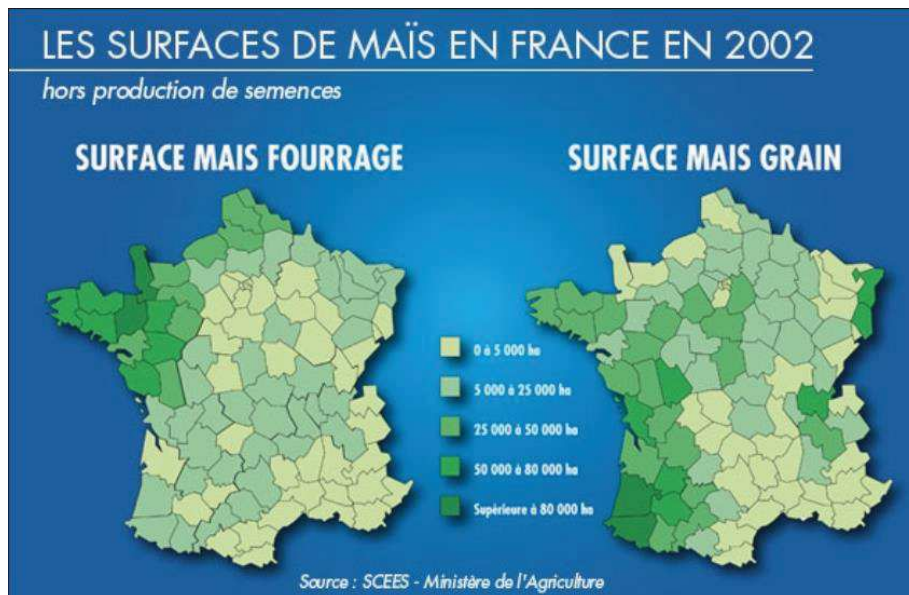 LES SURFACES DE MAÏS EN FRANCE EN 2002
hors production de semences
SURFACE MAIS FOURRAGE
SURFACE MAIS GRAIN
0 à 5 000 ha
5 000 à 25 000 ha
25 000 à 50 000 ha
50 000 à 80 000 ha
Supérieure à 80 000 ha
Source : SCEES - Ministère de l'Agriculture